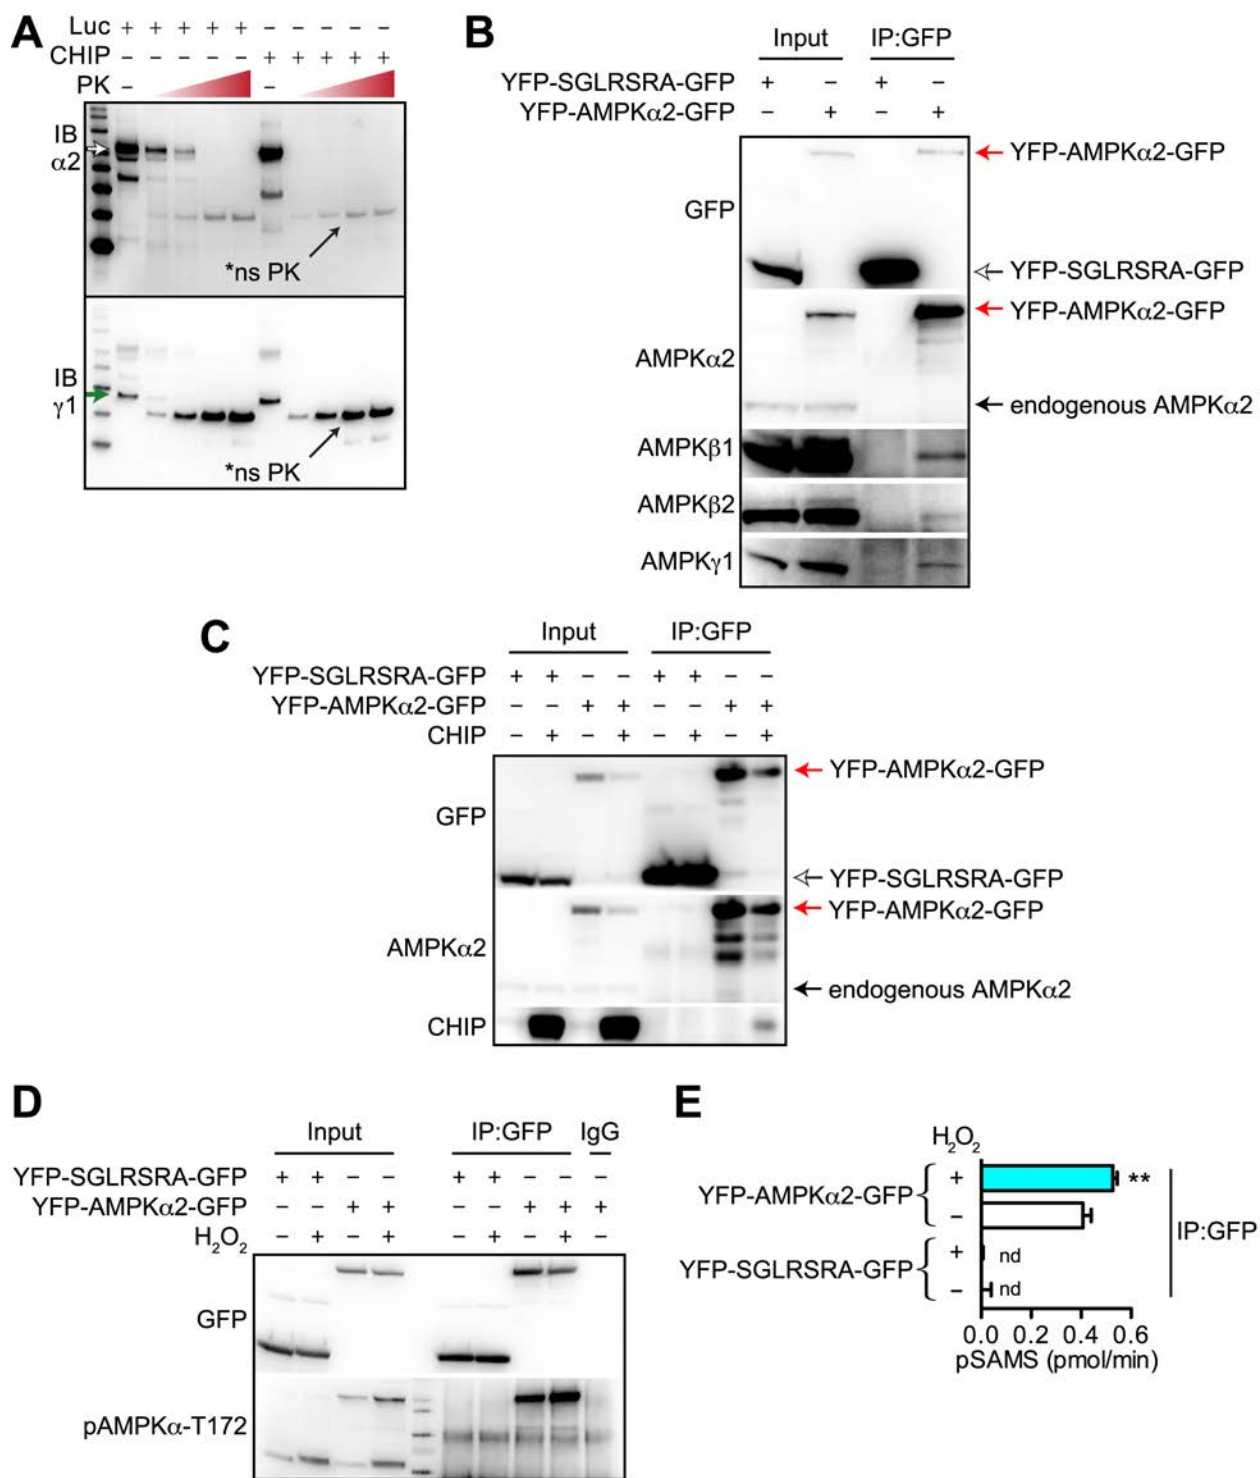 A
Luc + + + + + – – – – –
CHIP – – – – – + + + + +
PK – –
IB
α2
*ns PK
IB
γ1
*ns PK
B
Input IP:GFP
YFP-SGLRSRA-GFP + – + –
YFP-AMPKα2-GFP – + – +
GFP
YFP-AMPKα2-GFP
YFP-SGLRSRA-GFP
AMPKα2
YFP-AMPKα2-GFP
endogenous AMPKα2
AMPKβ1
AMPKβ2
AMPKγ1
C
Input IP:GFP
YFP-SGLRSRA-GFP + + – – + + – –
YFP-AMPKα2-GFP – – + + – – + +
CHIP – + – + – + – +
GFP
YFP-AMPKα2-GFP
YFP-SGLRSRA-GFP
AMPKα2
YFP-AMPKα2-GFP
endogenous AMPKα2
CHIP
D
Input IP:GFP IgG
YFP-SGLRSRA-GFP + + – – + + – – –
YFP-AMPKα2-GFP – – + + – – + + +
H₂O₂ – + – + – + – + –
GFP
pAMPKα-T172
E
H₂O₂
YFP-AMPKα2-GFP + **
–
YFP-SGLRSRA-GFP + nd
– nd
IP:GFP
0.0 0.2 0.4 0.6
pSAMS (pmol/min)